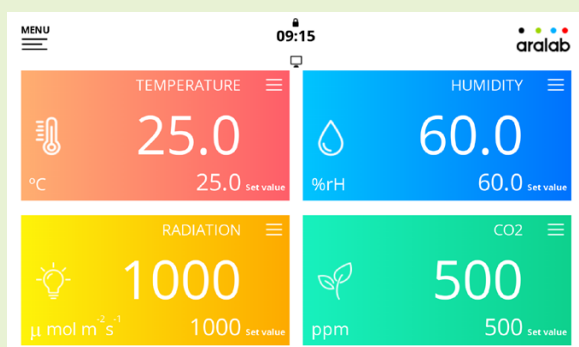 MENU
09:15
aralab
TEMPERATURE
25.0
°C
25.0 Set value
HUMIDITY
60.0
%rH
60.0 Set value
RADIATION
1000
μ mol m⁻² s⁻¹
1000 Set value
CO2
500
ppm
500 Set value